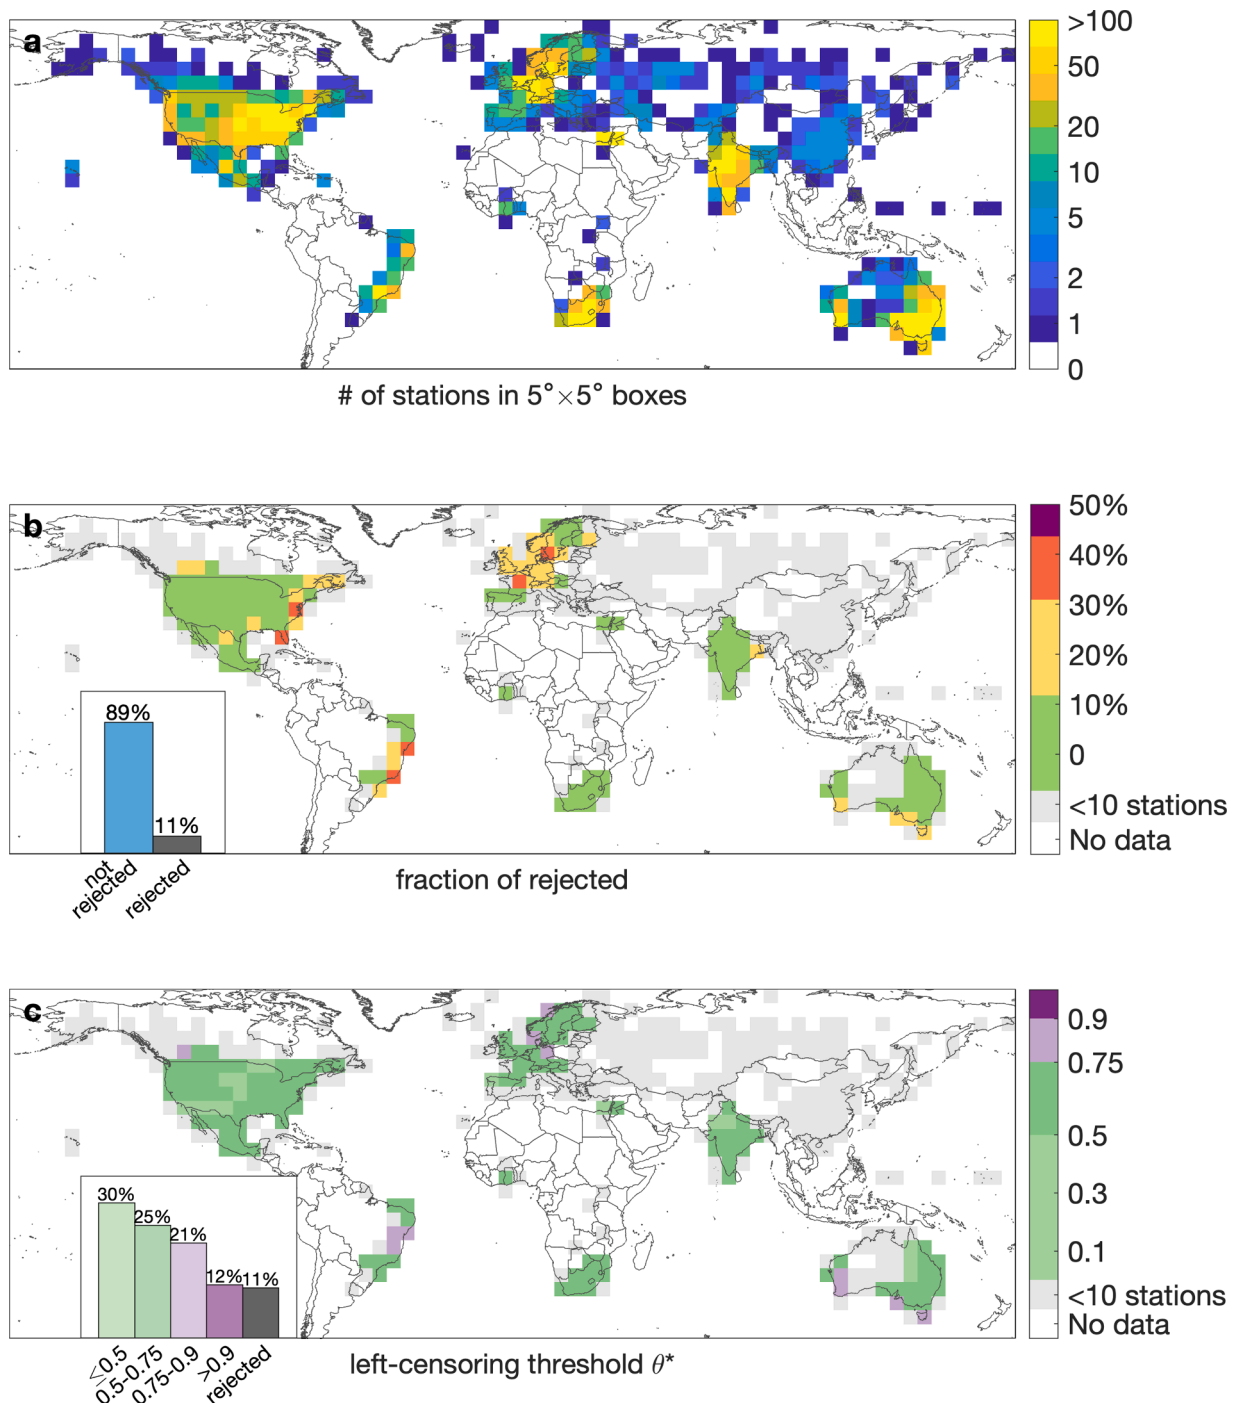 a
>100
50
20
10
5
2
1
0
# of stations in 5°×5° boxes
b
50%
40%
30%
20%
10%
0
<10 stations
No data
89%
11%
not rejected
rejected
fraction of rejected
c
0.9
0.75
0.5
0.3
0.1
<10 stations
No data
30%
25%
21%
12%
11%
≤0.5
0.5-0.75
0.75-0.9
>0.9
rejected
left-censoring threshold θ*